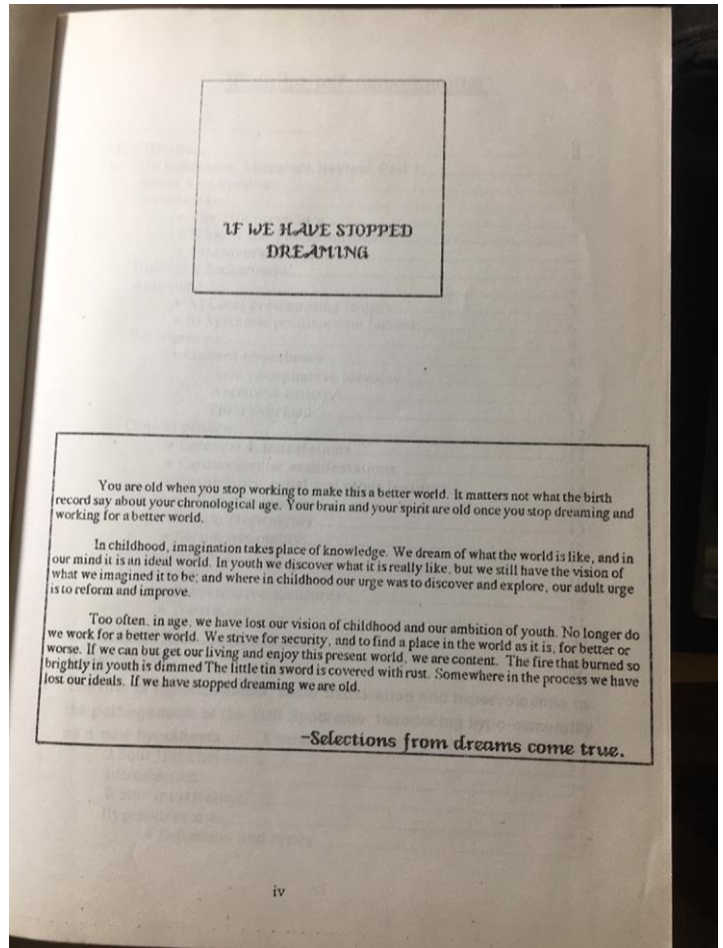 IF WE HAVE STOPPED
DREAMING
You are old when you stop working to make this a better world. It matters not what the birth
record say about your chronological age. Your brain and your spirit are old once you stop dreaming and
working for a better world.
In childhood, imagination takes place of knowledge. We dream of what the world is like, and in
our mind it is an ideal world. In youth we discover what it is really like, but we still have the vision of
what we imagined it to be; and where in childhood our urge was to discover and explore, our adult urge
is to reform and improve.
Too often, in age, we have lost our vision of childhood and our ambition of youth. No longer do
we work for a better world. We strive for security, and to find a place in the world as it is, for better or
worse. If we can but get our living and enjoy this present world, we are content. The fire that burned so
brightly in youth is dimmed The little tin sword is covered with rust. Somewhere in the process we have
lost our ideals. If we have stopped dreaming we are old.
-Selections from dreams come true.
iv